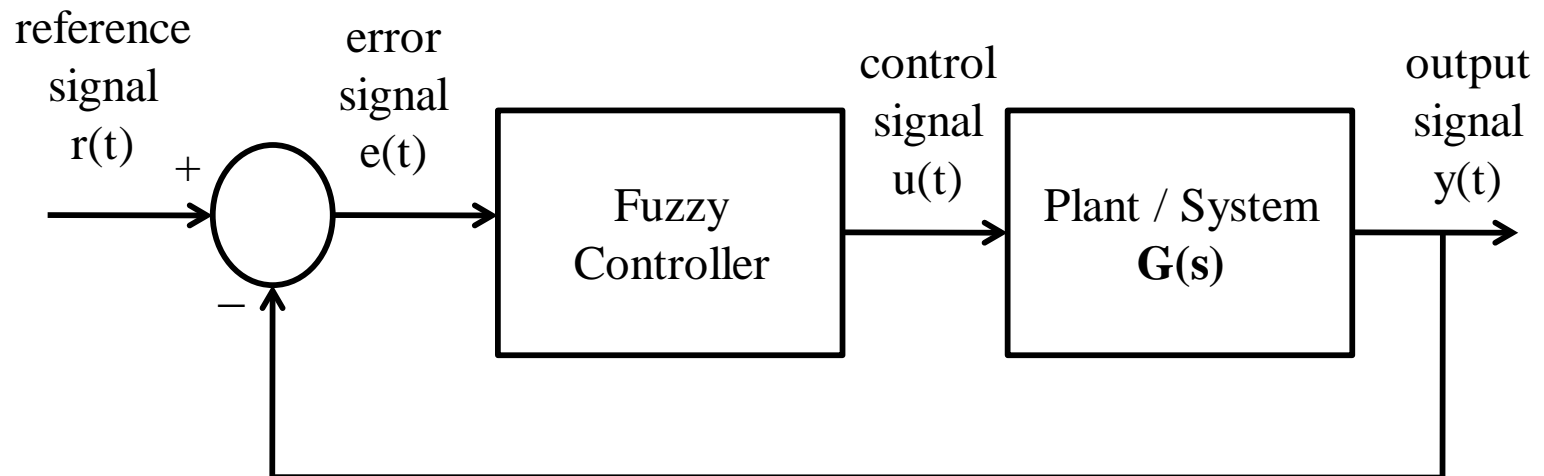 reference
signal
r(t)
+
−
error
signal
e(t)
Fuzzy
Controller
control
signal
u(t)
Plant / System
G(s)
output
signal
y(t)